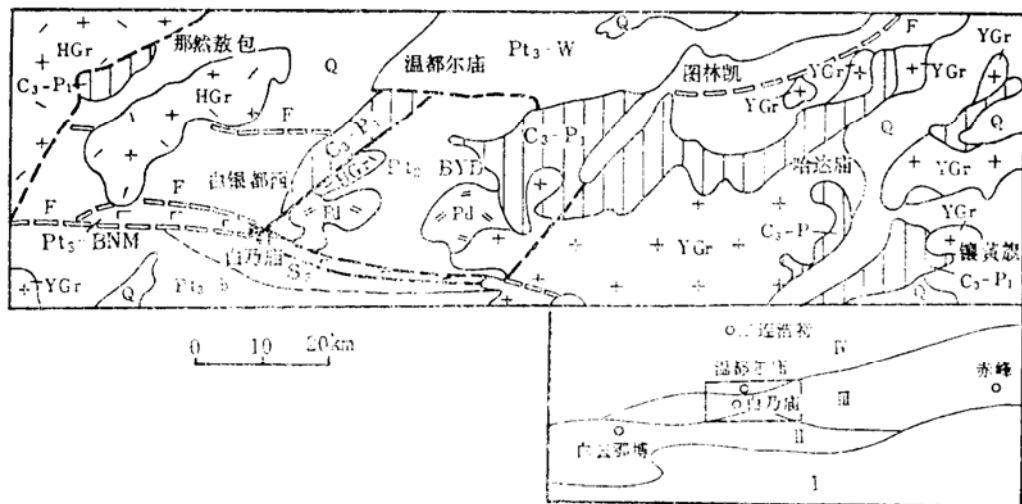 HGr 那然敖包 Q 温都尔庙 Pt₃-W 图林凯 F YGr
C₃-P₁ HGr YGr YGr YGr
F C₃-P₁ C₃-P₁ Q Q
白银都西 Pt₂ BYD 哈达庙 YGr
F F Pd Pd YGr
Pt₃-BNM 白乃庙 YGr C₃-P 镶黄旗
YGr Q C₃-P₁
Q
0 10 20km
IV
温都尔庙 赤峰
白乃庙 III
白云鄂博 II
I